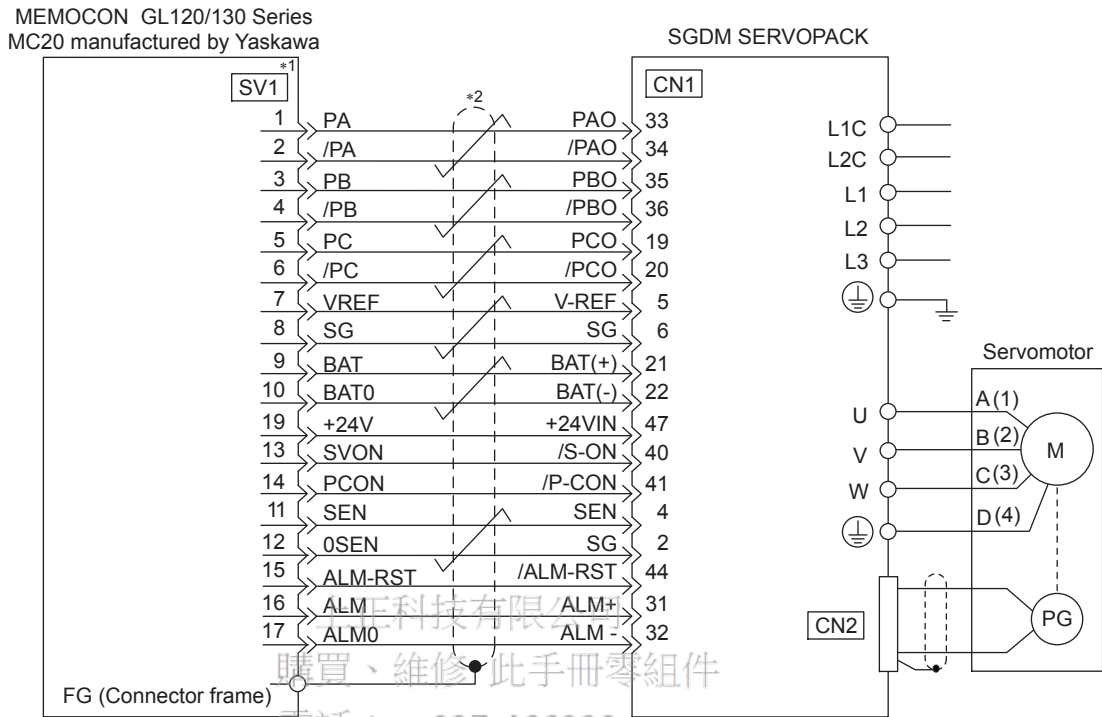 MEMOCON GL120/130 Series
MC20 manufactured by Yaskawa
SGDM SERVOPACK
*1
SV1
*2
CN1
1 PA PAO 33
2 /PA /PAO 34
3 PB PBO 35
4 /PB /PBO 36
5 PC PCO 19
6 /PC /PCO 20
7 VREF V-REF 5
8 SG SG 6
9 BAT BAT(+) 21
10 BAT0 BAT(-) 22
19 +24V +24VIN 47
13 SVON /S-ON 40
14 PCON /P-CON 41
11 SEN SEN 4
12 0SEN SG 2
15 ALM-RST /ALM-RST 44
16 ALM ALM+ 31
17 ALM0 ALM - 32
FG (Connector frame)
L1C
L2C
L1
L2
L3
Servomotor
U A (1)
V B (2)
W C (3)
D (4)
M
CN2
PG
上正科技有限公司
購買、維修 此手冊零組件